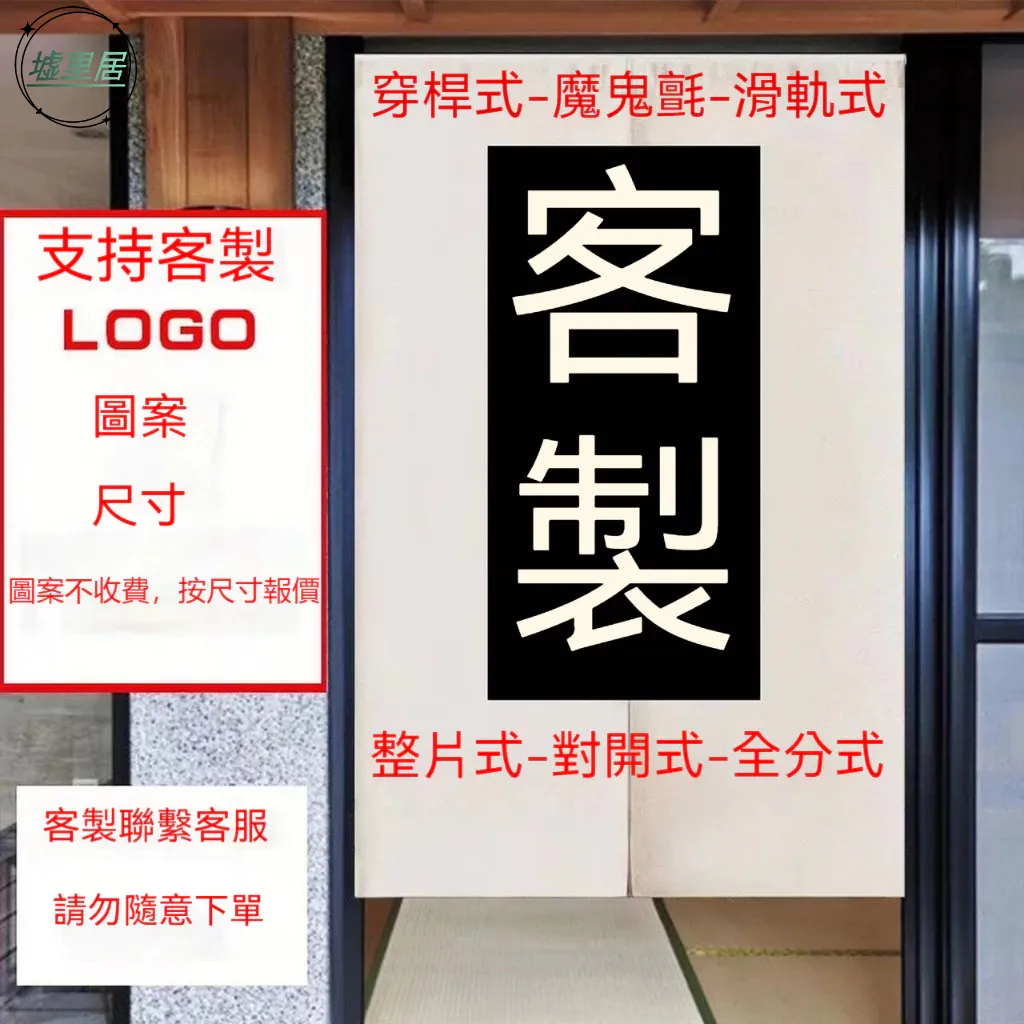 墟里居
穿桿式-魔鬼氈-滑軌式
支持客製
LOGO
圖案
尺寸
圖案不收費，按尺寸報價
客
製
整片式-對開式-全分式
客製聯繫客服
請勿隨意下單